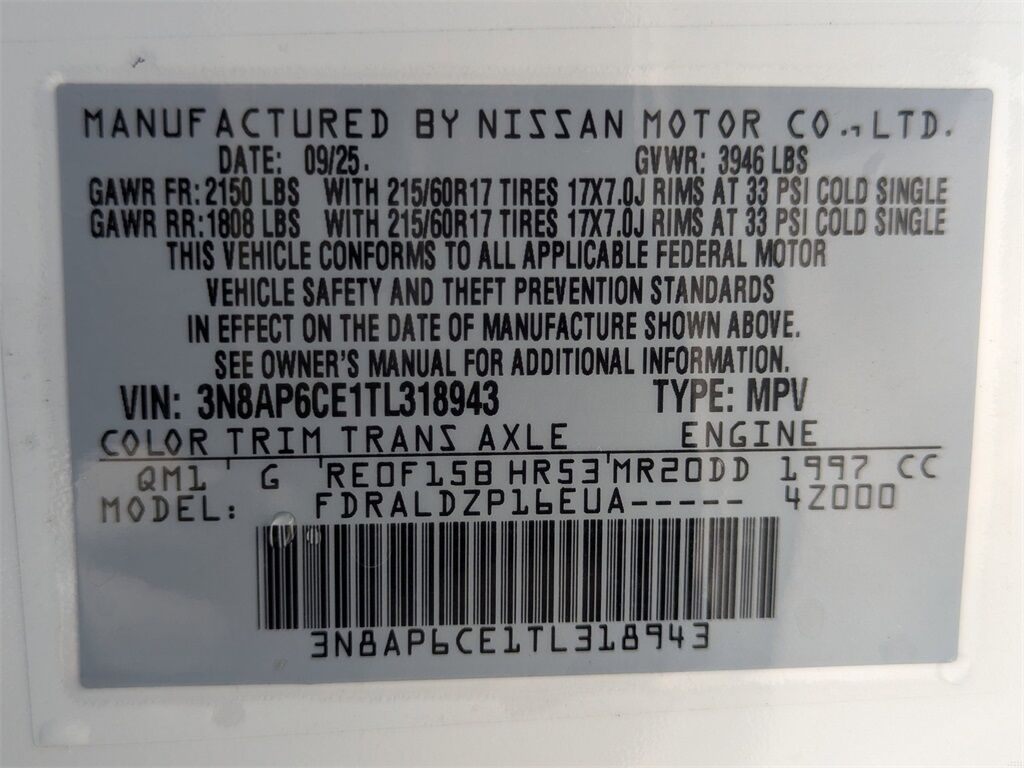 MANUFACTURED BY NISSAN MOTOR CO., LTD.
DATE: 09/25. GVWR: 3946 LBS
GAWR FR: 2150 LBS WITH 215/60R17 TIRES 17X7.0J RIMS AT 33 PSI COLD SINGLE
GAWR RR: 1808 LBS WITH 215/60R17 TIRES 17X7.0J RIMS AT 33 PSI COLD SINGLE
THIS VEHICLE CONFORMS TO ALL APPLICABLE FEDERAL MOTOR
VEHICLE SAFETY AND THEFT PREVENTION STANDARDS
IN EFFECT ON THE DATE OF MANUFACTURE SHOWN ABOVE.
SEE OWNER'S MANUAL FOR ADDITIONAL INFORMATION.
VIN: 3N8AP6CE1TL318943 TYPE: MPV
COLOR TRIM TRANS AXLE ENGINE
QM1 G RE0F15B HR53 MR20DD 1997 CC
MODEL: FDRALDZP16EUA----- 4Z000
3N8AP6CE1TL318943